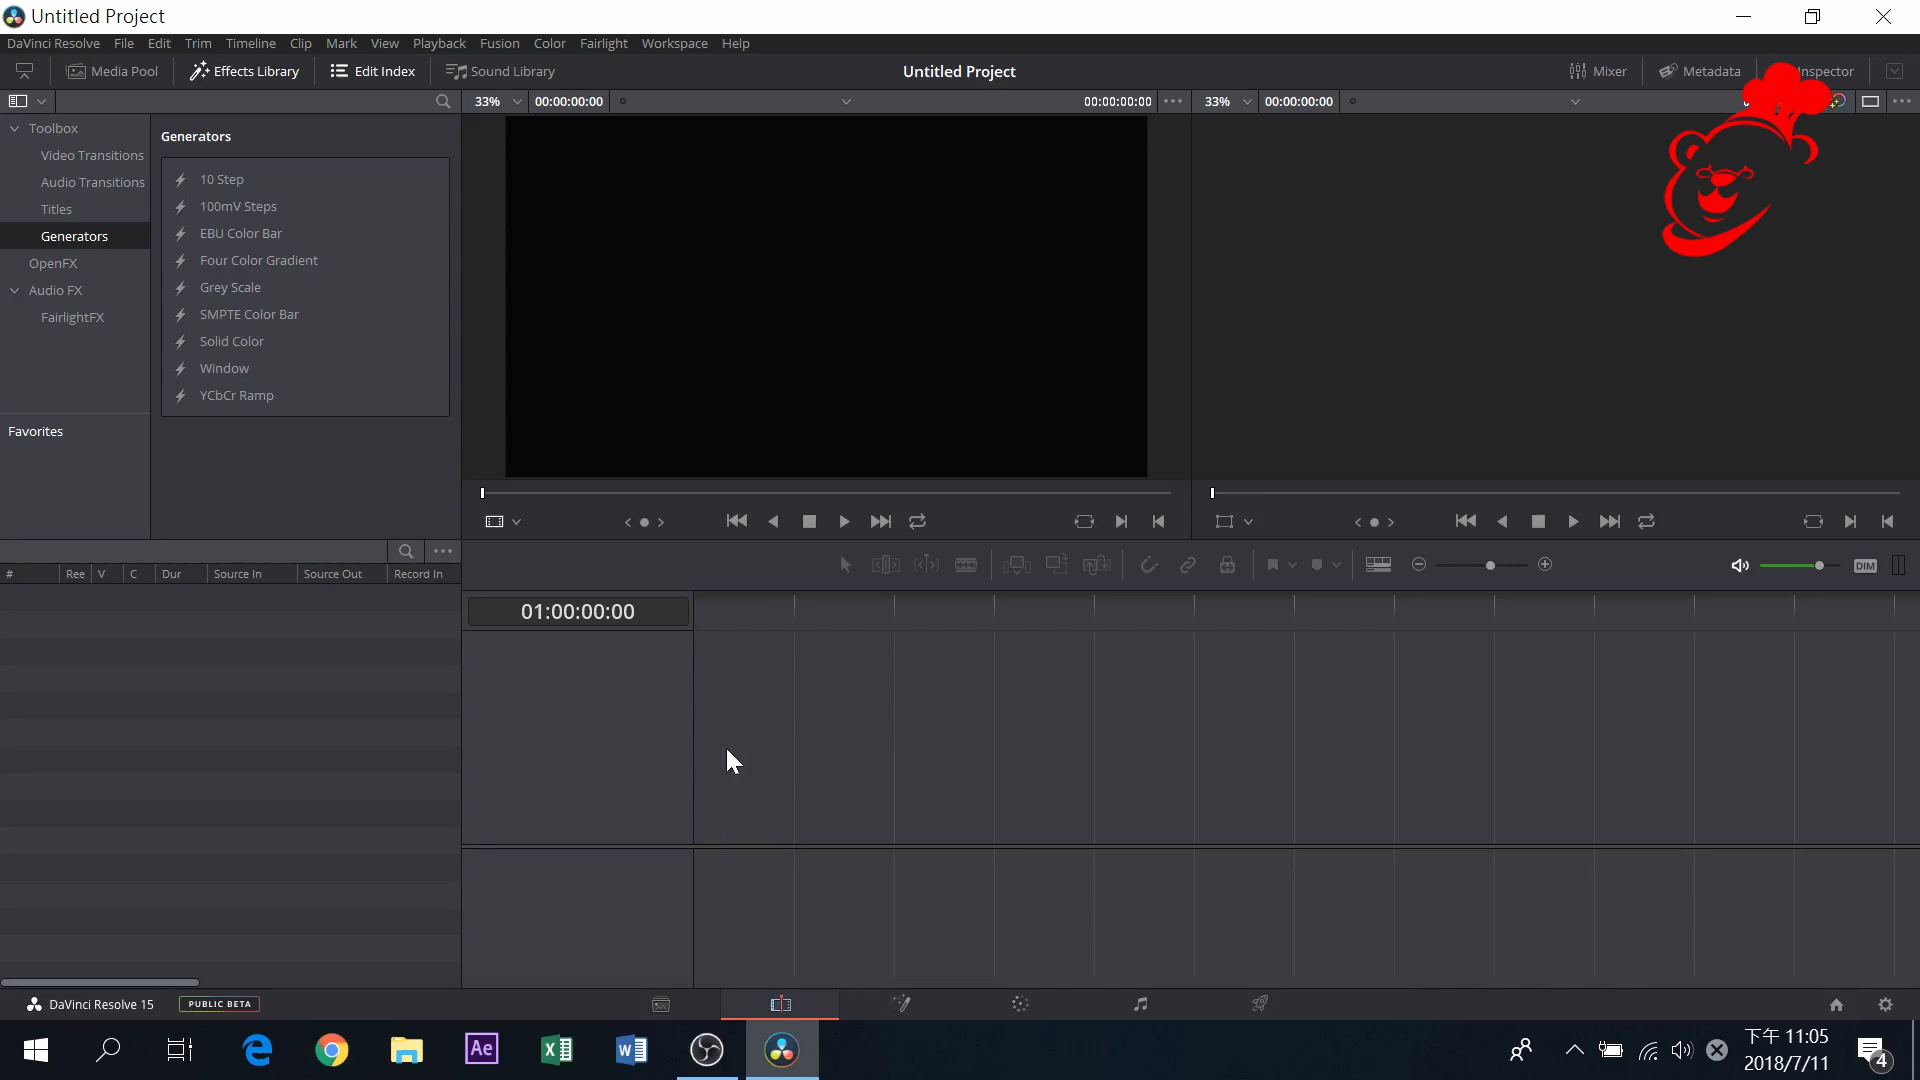 Untitled Project
DaVinci Resolve File Edit Trim Timeline Clip Mark View Playback Fusion Color Fairlight Workspace Help
Media Pool Effects Library Edit Index Sound Library Untitled Project Mixer Metadata Inspector
33% 00:00:00:00 00:00:00:00 33% 00:00:00:00
Toolbox
Video Transitions
Audio Transitions
Titles
Generators
OpenFX
Audio FX
FairlightFX
Favorites
Generators
10 Step
100mV Steps
EBU Color Bar
Four Color Gradient
Grey Scale
SMPTE Color Bar
Solid Color
Window
YCbCr Ramp
# Ree V C Dur Source In Source Out Record In
DIM
01:00:00:00
DaVinci Resolve 15 PUBLIC BETA
Ae
下午 11:05
2018/7/11
4